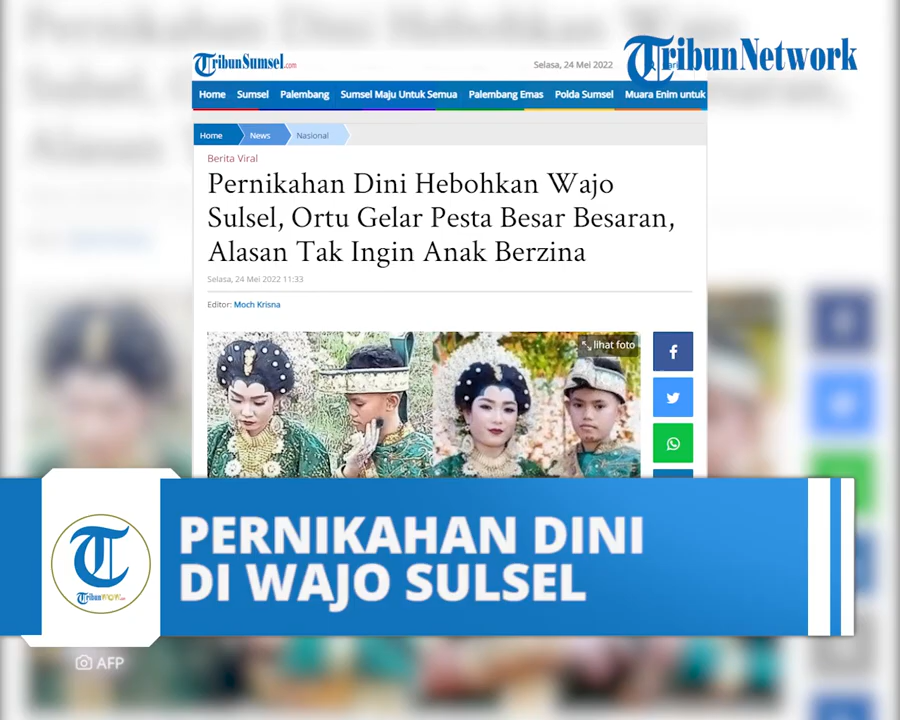 TribunSumsel.com
Selasa, 24 Mei 2022
TribunNetwork
Home Sumsel Palembang Sumsel Maju Untuk Semua Palembang Emas Polda Sumsel Muara Enim untuk
Home News Nasional
Berita Viral
Pernikahan Dini Hebohkan Wajo
Sulsel, Ortu Gelar Pesta Besar Besaran,
Alasan Tak Ingin Anak Berzina
Selasa, 24 Mei 2022 11:33
Editor: Moch Krisna
lihat foto
PERNIKAHAN DINI
DI WAJO SULSEL
TribunWOW.com
AFP